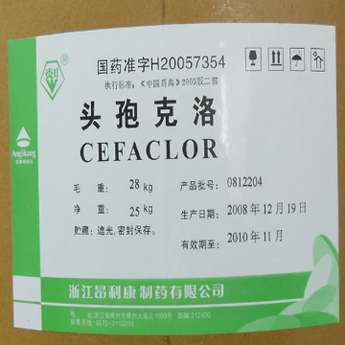 国药准字H20057354
执行标准：《中国药典》2005版二部
头孢克洛
CEFACLOR
毛 重: 28 kg
产品批号: 0812204
净 重: 25 kg
生产日期: 2008 年 12 月 19 日
贮藏: 遮光,密封保存。
有效期至: 2010 年 11 月
AngliKang
浙江昂利康制药有限公司